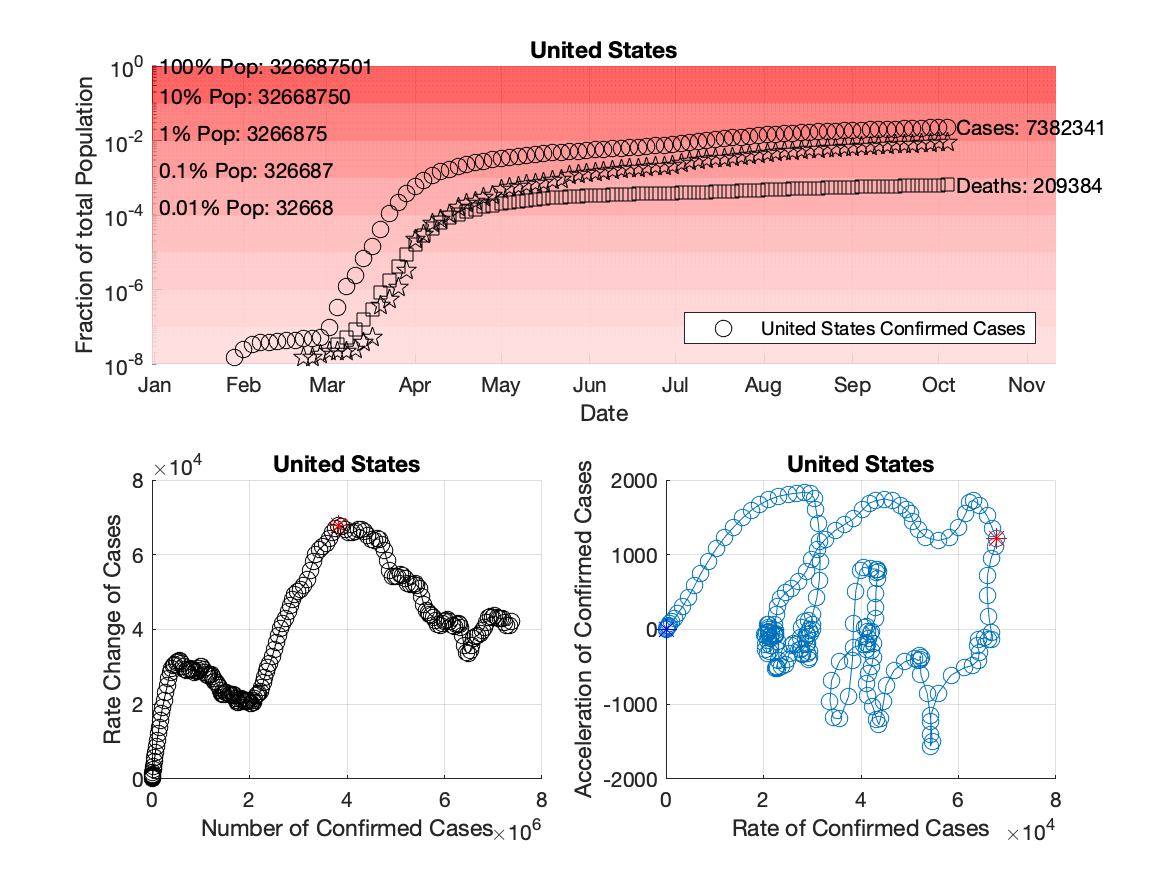 United States
100% Pop: 326687501
10% Pop: 32668750
1% Pop: 3266875
0.1% Pop: 326687
0.01% Pop: 32668
Cases: 7382341
Deaths: 209384
United States Confirmed Cases
Fraction of total Population
10^0
10^-2
10^-4
10^-6
10^-8
Jan Feb Mar Apr May Jun Jul Aug Sep Oct Nov
Date
United States
×10^4
Rate Change of Cases
8
6
4
2
0
0 2 4 6 8
Number of Confirmed Cases ×10^6
United States
Acceleration of Confirmed Cases
2000
1000
0
-1000
-2000
0 2 4 6 8
Rate of Confirmed Cases ×10^4